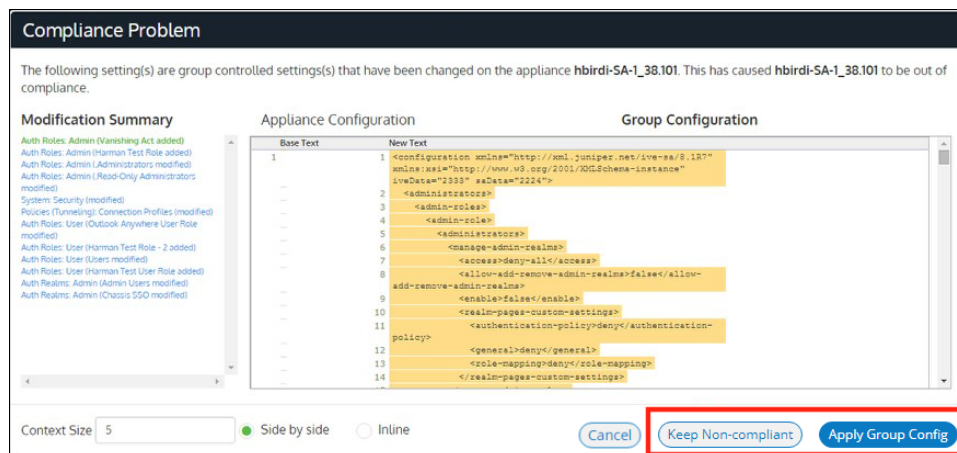 Compliance Problem
The following setting(s) are group controlled settings(s) that have been changed on the appliance hbirdi-SA-1_38.101. This has caused hbirdi-SA-1_38.101 to be out of
compliance.
Modification Summary
Auth Roles: Admin (Vanishing Act added)
Auth Roles: Admin (Harman Test Role added)
Auth Roles: Admin (.Administrators modified)
Auth Roles: Admin (.Read-Only Administrators
modified)
System: Security (modified)
Policies (Tunneling): Connection Profiles (modified)
Auth Roles: User (Outlook Anywhere User Role
modified)
Auth Roles: User (Harman Test Role - 2 added)
Auth Roles: User (Users modified)
Auth Roles: User (Harman Test User Role added)
Auth Realms: Admin (Admin Users modified)
Auth Realms: Admin (Chassis SSO modified)
Appliance Configuration
Group Configuration
Base Text New Text
1 1 <configuration xmlns="http://xml.juniper.net/ive-sa/8.1R7"
xmlns:xsi="http://www.w3.org/2001/XMLSchema-instance"
iveData="2333" saData="2224">
2 <administrators>
3 <admin-roles>
4 <admin-role>
5 <administrators>
6 <manage-admin-realms>
7 <access>deny-all</access>
8 <allow-add-remove-admin-realms>false</allow-
add-remove-admin-realms>
9 <enable>false</enable>
10 <realm-pages-custom-settings>
11 <authentication-policy>deny</authentication-
policy>
12 <general>deny</general>
13 <role-mapping>deny</role-mapping>
14 </realm-pages-custom-settings>
Context Size 5 Side by side Inline
Cancel Keep Non-compliant Apply Group Config